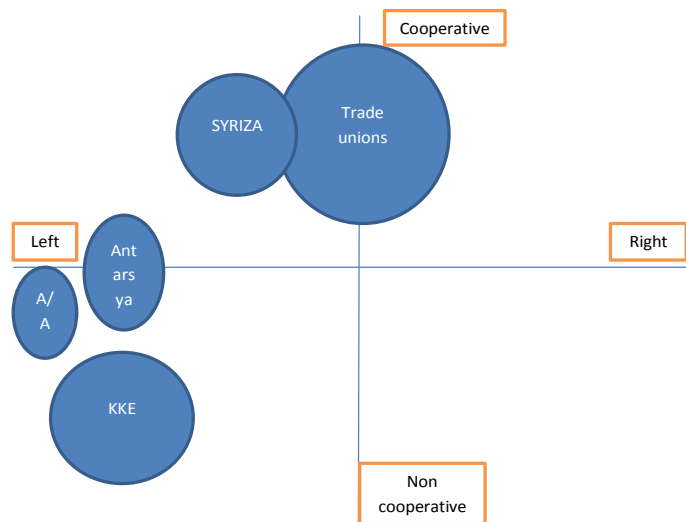 Cooperative
SYRIZA
Trade
unions
Left
Ant
ars
ya
Right
A/
A
KKE
Non
cooperative